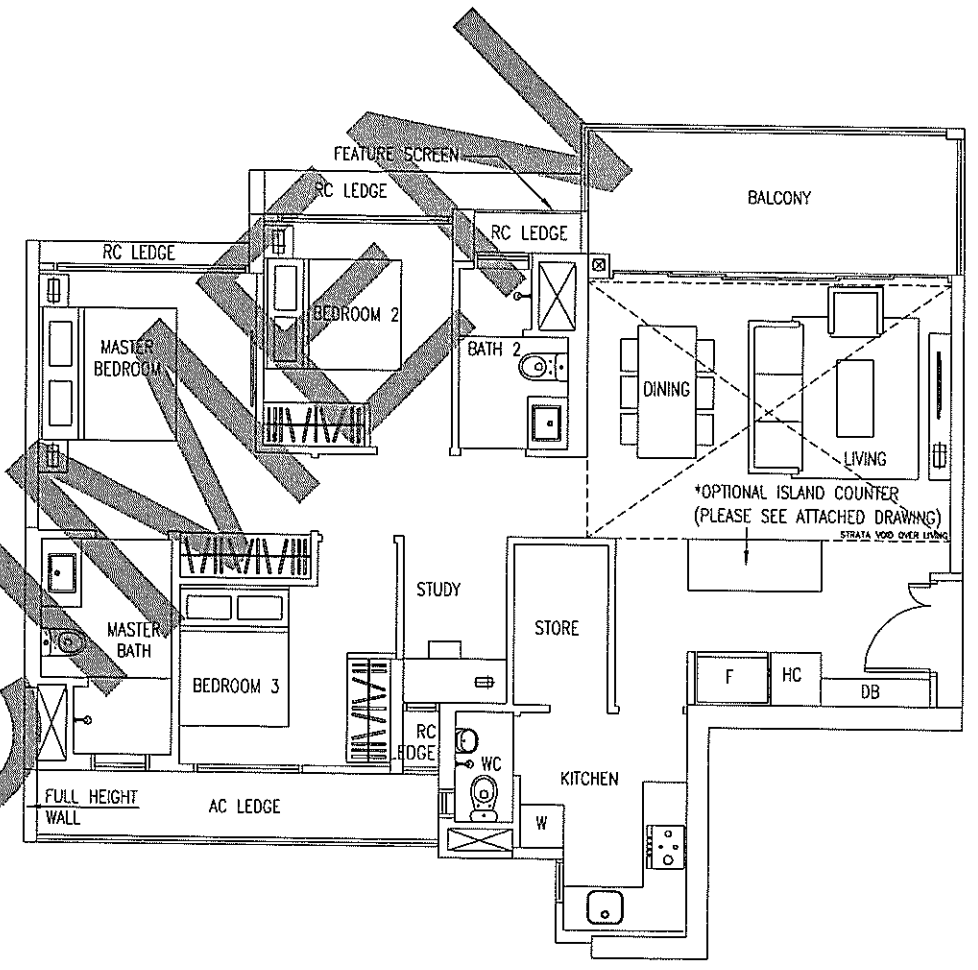 FEATURE SCREEN
RC LEDGE
BALCONY
RC LEDGE
RC LEDGE
BEDROOM 2
MASTER
BEDROOM
BATH 2
DINING
LIVING
*OPTIONAL ISLAND COUNTER
(PLEASE SEE ATTACHED DRAWING)
STRATA VOID OVER LIVING
STUDY
STORE
MASTER
BATH
BEDROOM 3
F
HC
DB
RC
LEDGE
WC
KITCHEN
FULL HEIGHT
WALL
AC LEDGE
W